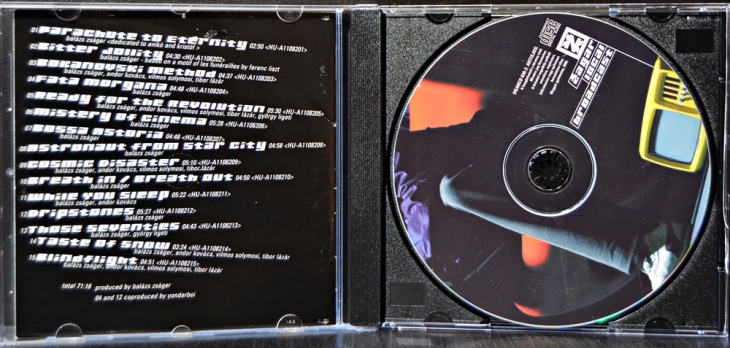 01 Parachute to Eternity 02:50 <HU-A1108201>
balázs zságer <dedicated to anikó and kristóf >
02 Bitter Jollity 04:30 <HU-A1108202>
balázs zságer - based on a motif of les funérailles by ferenc liszt
03 Bokanovski Method 04:37 <HU-A1108203>
balázs zságer, andor kovács, vilmos solymosi, tibor lázár
04 Fata Morgana 04:48 <HU-A1108204>
balázs zságer
05 Ready for the Revolution 05:30 <HU-A1108205>
balázs zságer, andor kovács, vilmos solymosi, tibor lázár, györgy ligeti
06 Mistery of Cinema 05:28 <HU-A1108206>
balázs zságer
07 Bossa Astoria 04:48 <HU-A1108207>
balázs zságer
08 Astronaut from Star City 04:58 <HU-A1108208>
balázs zságer
09 Cosmic Disaster 05:10 <HU-A1108209>
balázs zságer, andor kovács, vilmos solymosi, tibor lázár
10 Breath in / Breath out 04:50 <HU-A1108210>
balázs zságer
11 While You Sleep 05:22 <HU-A1108211>
balázs zságer, andor kovács
12 Dripstones 05:27 <HU-A1108212>
balázs zságer
13 Those Seventies 04:43 <HU-A1108213>
balázs zságer, györgy ligeti
14 Taste of Snow 03:24 <HU-A1108214>
balázs zságer, andor kovács, vilmos solymosi, tibor lázár
15 Blindflight 04:51 <HU-A1108215>
balázs zságer, andor kovács, vilmos solymosi, tibor lázár
total 71:18 produced by balázs zságer
04 and 12 coproduced by yonderboi
Zagar
local
broadcast